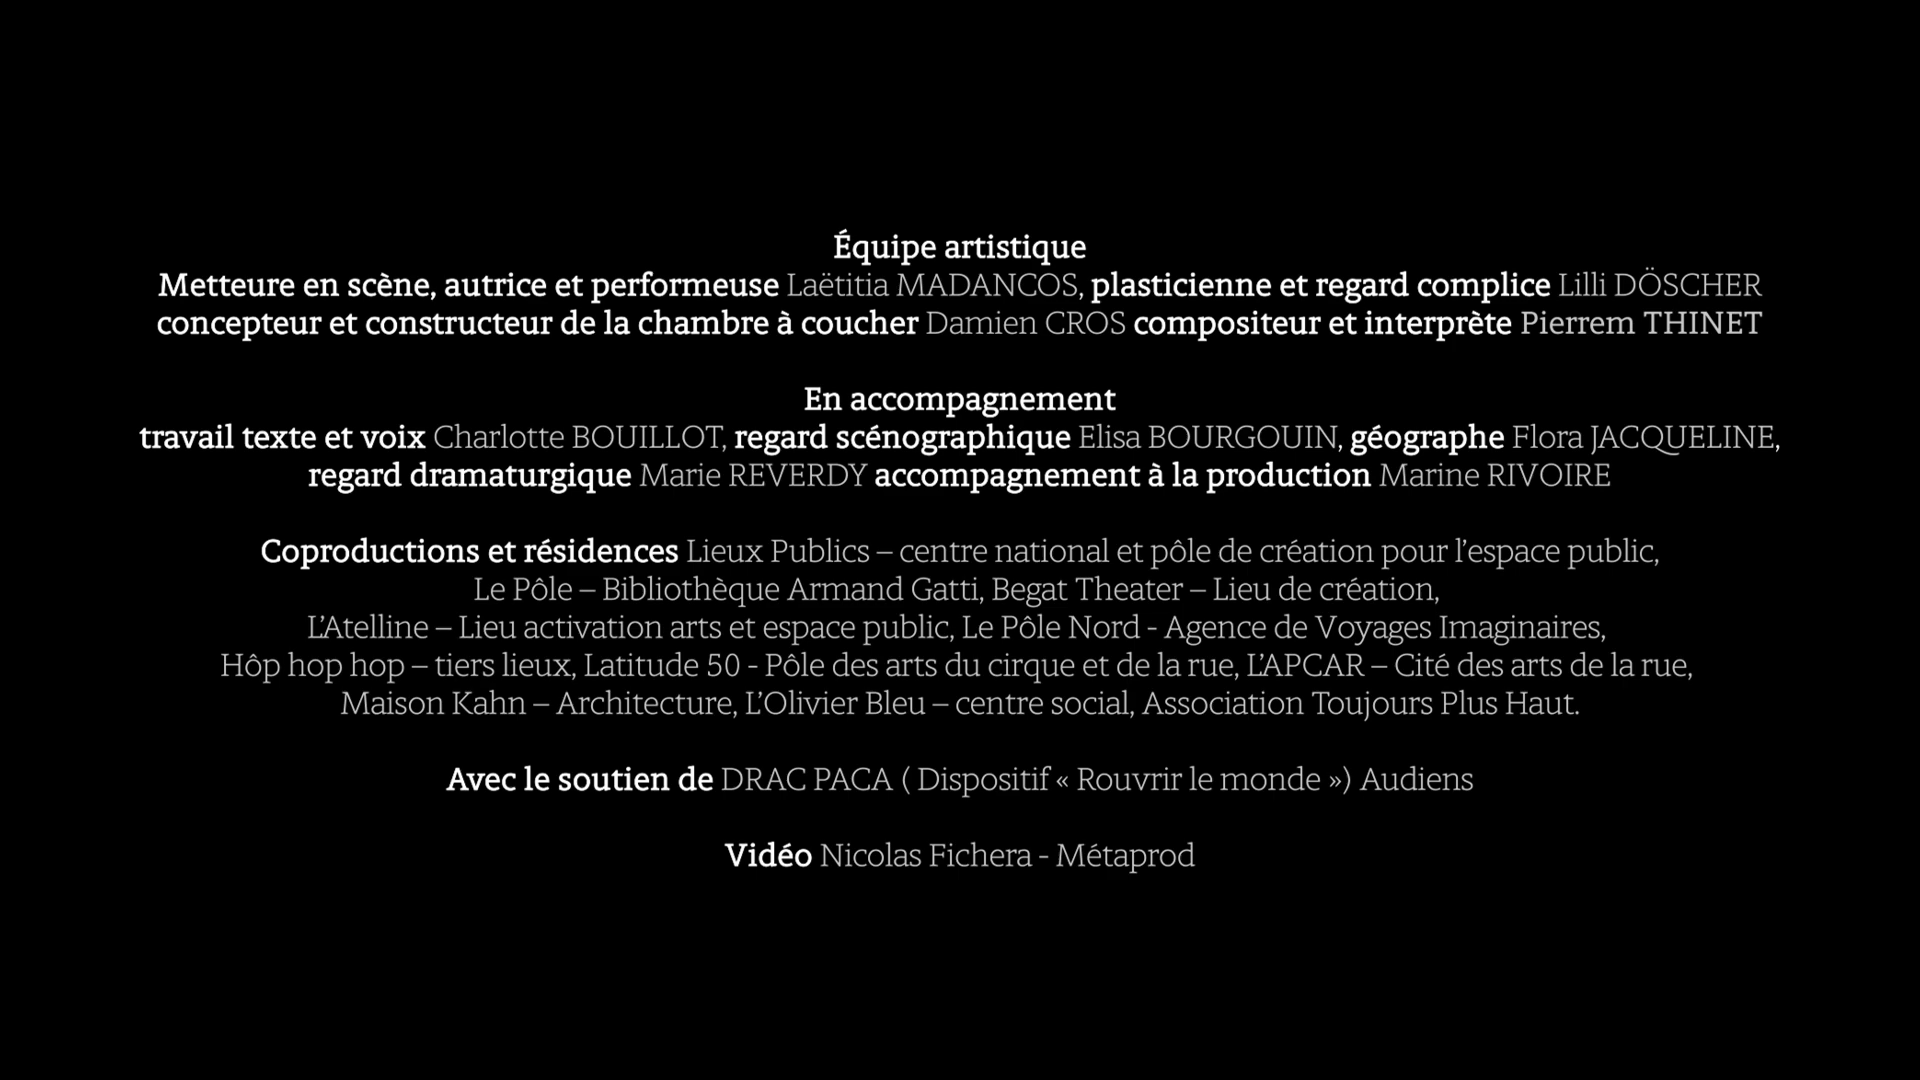 Équipe artistique
Metteure en scène, autrice et performeuse Laëtitia MADANCOS, plasticienne et regard complice Lilli DÖSCHER
concepteur et constructeur de la chambre à coucher Damien CROS compositeur et interprète Pierrem THINET
En accompagnement
travail texte et voix Charlotte BOUILLOT, regard scénographique Elisa BOURGOUIN, géographe Flora JACQUELINE,
regard dramaturgique Marie REVERDY accompagnement à la production Marine RIVOIRE
Coproductions et résidences Lieux Publics – centre national et pôle de création pour l’espace public,
Le Pôle – Bibliothèque Armand Gatti, Begat Theater – Lieu de création,
L’Atelline – Lieu activation arts et espace public, Le Pôle Nord - Agence de Voyages Imaginaires,
Hôp hop hop – tiers lieux, Latitude 50 - Pôle des arts du cirque et de la rue, L’APCAR – Cité des arts de la rue,
Maison Kahn – Architecture, L’Olivier Bleu – centre social, Association Toujours Plus Haut.
Avec le soutien de DRAC PACA ( Dispositif « Rouvrir le monde ») Audiens
Vidéo Nicolas Fichera - Métaprod